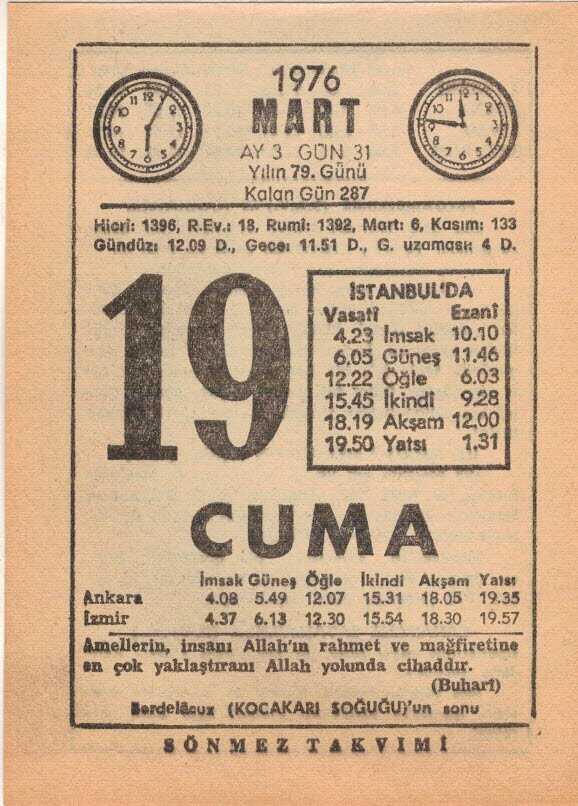 1976
MART
AY 3 GÜN 31
Yılın 79. Günü
Kalan Gün 287
Hicrî: 1396, R.Ev.: 18, Rumî: 1392, Mart: 6, Kasım: 133
Gündüz: 12.09 D., Gece: 11.51 D., G. uzaması: 4 D.
19
İSTANBUL'DA
Vasatî Ezanî
4.23 İmsak 10.10
6.05 Güneş 11.46
12.22 Öğle 6.03
15.45 İkindi 9.28
18.19 Akşam 12.00
19.50 Yatsı 1.31
CUMA
İmsak Güneş Öğle İkindi Akşam Yatsı
Ankara 4.08 5.49 12.07 15.31 18.05 19.35
İzmir 4.37 6.13 12.30 15.54 18.30 19.57
Amellerin, insanı Allah'ın rahmet ve mağfiretine
en çok yaklaştıranı Allah yolunda cihaddır.
(Buharî)
Berdelâcuz (KOCAKARI SOĞUĞU)'un sonu
SÖNMEZ TAKVİMİ